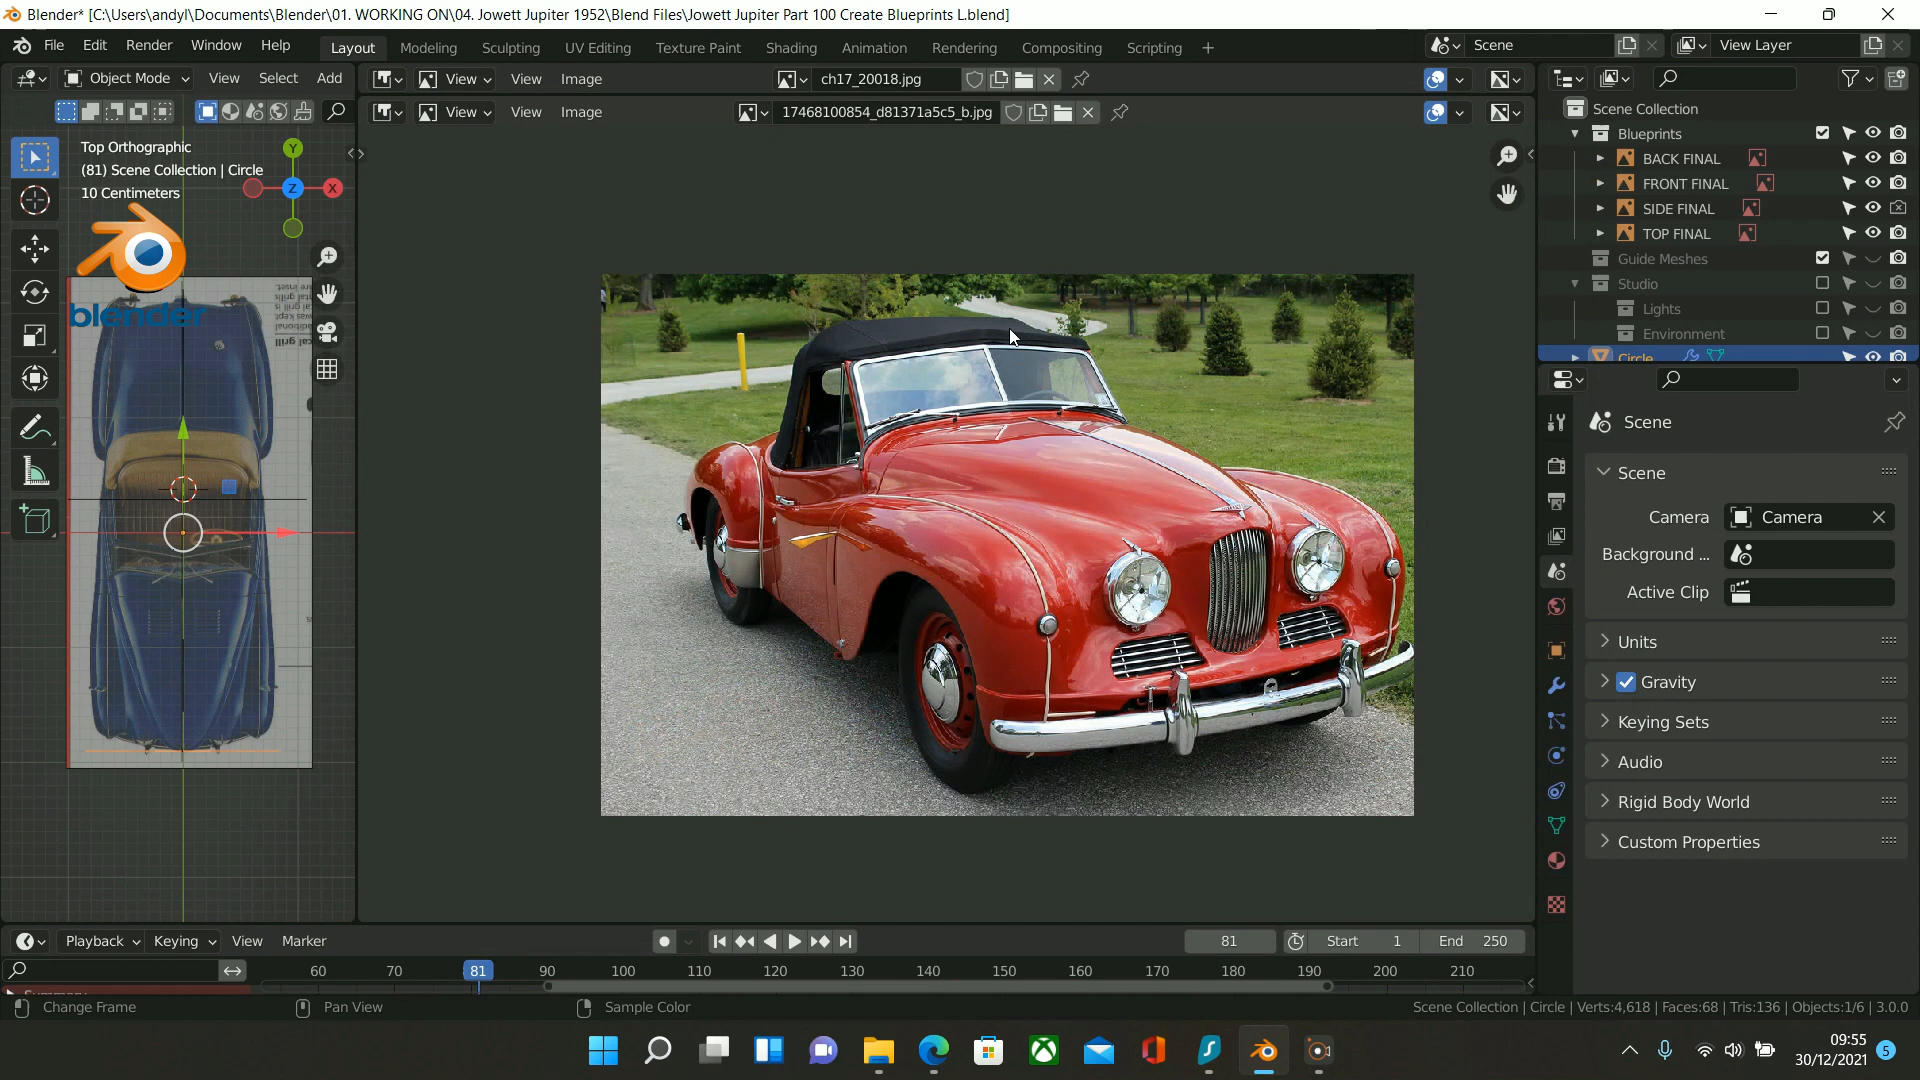 Blender* [C:\Users\andyl\Documents\Blender\01. WORKING ON\04. Jowett Jupiter 1952\Blend Files\Jowett Jupiter Part 100 Create Blueprints L.blend]
File Edit Render Window Help Layout Modeling Sculpting UV Editing Texture Paint Shading Animation Rendering Compositing Scripting + Scene View Layer
Object Mode View Select Add View View Image ch17_20018.jpg
View View Image 17468100854_d81371a5c5_b.jpg
Scene Collection
Blueprints
BACK FINAL
FRONT FINAL
SIDE FINAL
TOP FINAL
Guide Meshes
Studio
Lights
Environment
Circle
Top Orthographic
(81) Scene Collection | Circle
10 Centimeters
Y
Z X
blender
Scene
Scene
Camera Camera
Background ...
Active Clip
Units
Gravity
Keying Sets
Audio
Rigid Body World
Custom Properties
Playback Keying View Marker 81 Start 1 End 250
60 70 81 90 100 110 120 130 140 150 160 170 180 190 200 210
Change Frame Pan View Sample Color Scene Collection | Circle | Verts:4,618 | Faces:68 | Tris:136 | Objects:1/6 | 3.0.0
09:55
30/12/2021 5